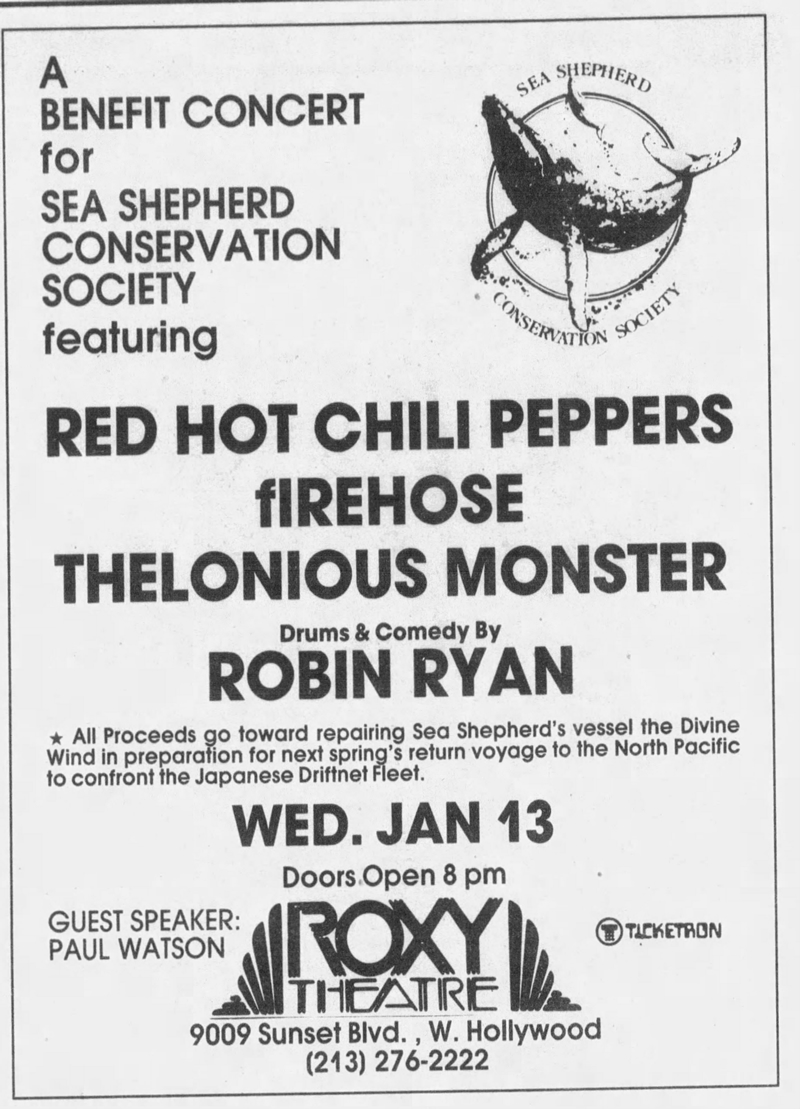 A
BENEFIT CONCERT
for
SEA SHEPHERD
CONSERVATION
SOCIETY
featuring
SEA SHEPHERD
CONSERVATION SOCIETY
RED HOT CHILI PEPPERS
fIREHOSE
THELONIOUS MONSTER
Drums & Comedy By
ROBIN RYAN
★ All Proceeds go toward repairing Sea Shepherd's vessel the Divine
Wind in preparation for next spring's return voyage to the North Pacific
to confront the Japanese Driftnet Fleet.
WED. JAN 13
Doors Open 8 pm
GUEST SPEAKER:
PAUL WATSON
ROXY
THEATRE
TICKETRON
9009 Sunset Blvd. , W. Hollywood
(213) 276-2222